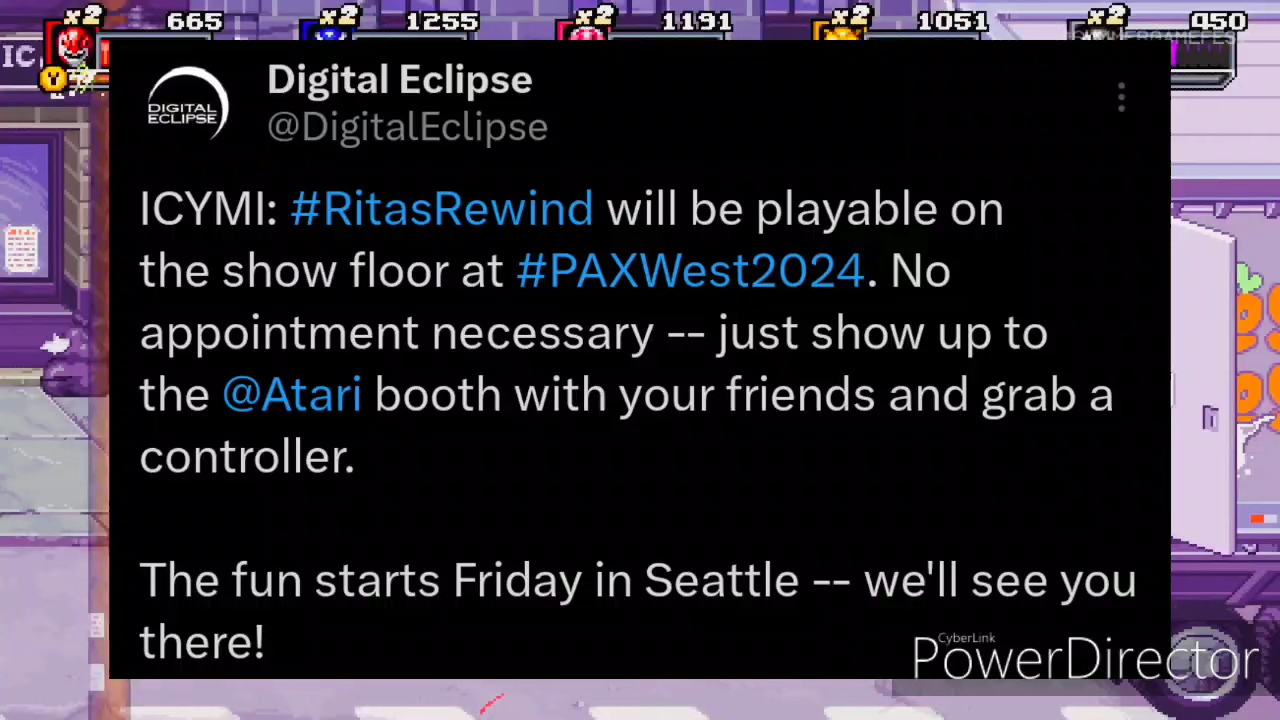 x2 665 x2 1255 x2 1191 x2 1051 x2 950
IC
DIGITAL
ECLIPSE
Digital Eclipse
@DigitalEclipse
ICYMI: #RitasRewind will be playable on
the show floor at #PAXWest2024. No
appointment necessary -- just show up to
the @Atari booth with your friends and grab a
controller.
The fun starts Friday in Seattle -- we'll see you
there!
CyberLink
PowerDirector